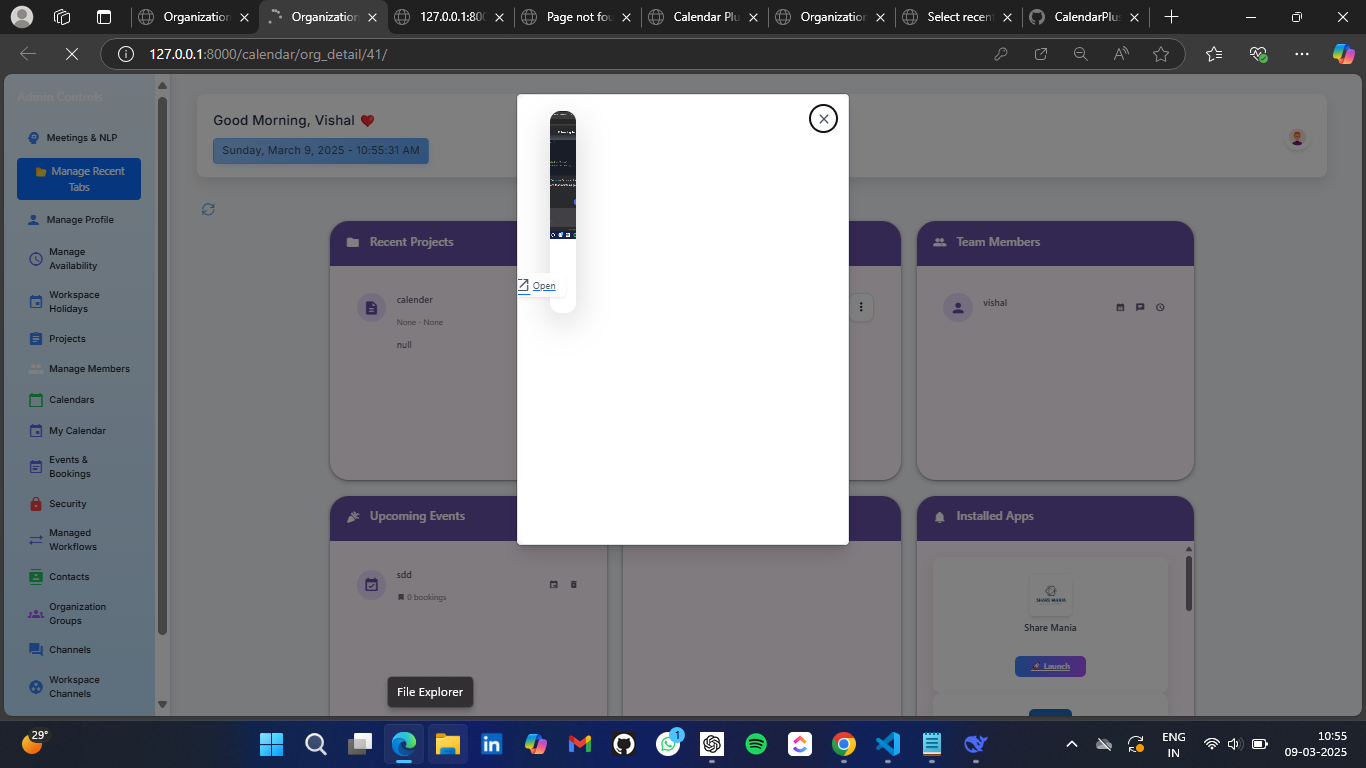 Organization
Organization
127.0.0.1:800
Page not fou
Calendar Plu
Organization
Select recent
CalendarPlus
127.0.0.1:8000/calendar/org_detail/41/
Admin Controls
Meetings & NLP
Manage Recent
Tabs
Manage Profile
Manage
Availability
Workspace
Holidays
Projects
Manage Members
Calendars
My Calendar
Events &
Bookings
Security
Managed
Workflows
Contacts
Organization
Groups
Channels
Workspace
Channels
Good Morning, Vishal ❤️
Sunday, March 9, 2025 - 10:55:31 AM
Recent Projects
calender
None - None
null
Open
Team Members
vishal
Upcoming Events
sdd
0 bookings
Installed Apps
SHARE MANIA
Share Mania
🚀 Launch
File Explorer
29°
1
ENG
IN
10:55
09-03-2025